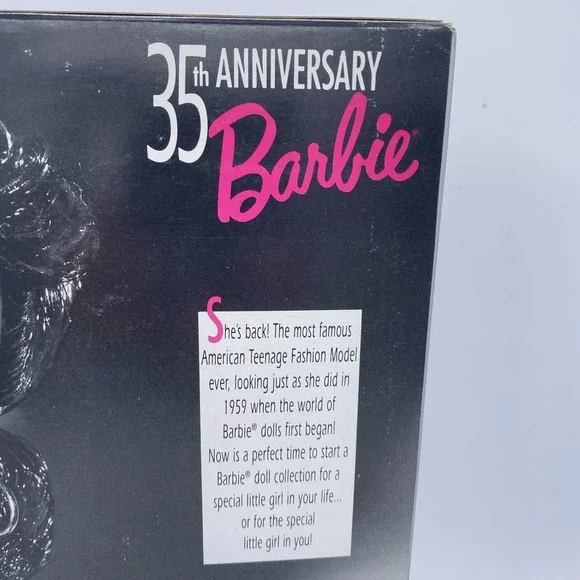 35th ANNIVERSARY
Barbie
She's back! The most famous
American Teenage Fashion Model
ever, looking just as she did in
1959 when the world of
Barbie® dolls first began!
Now is a perfect time to start a
Barbie® doll collection for a
special little girl in your life...
or for the special
little girl in you!